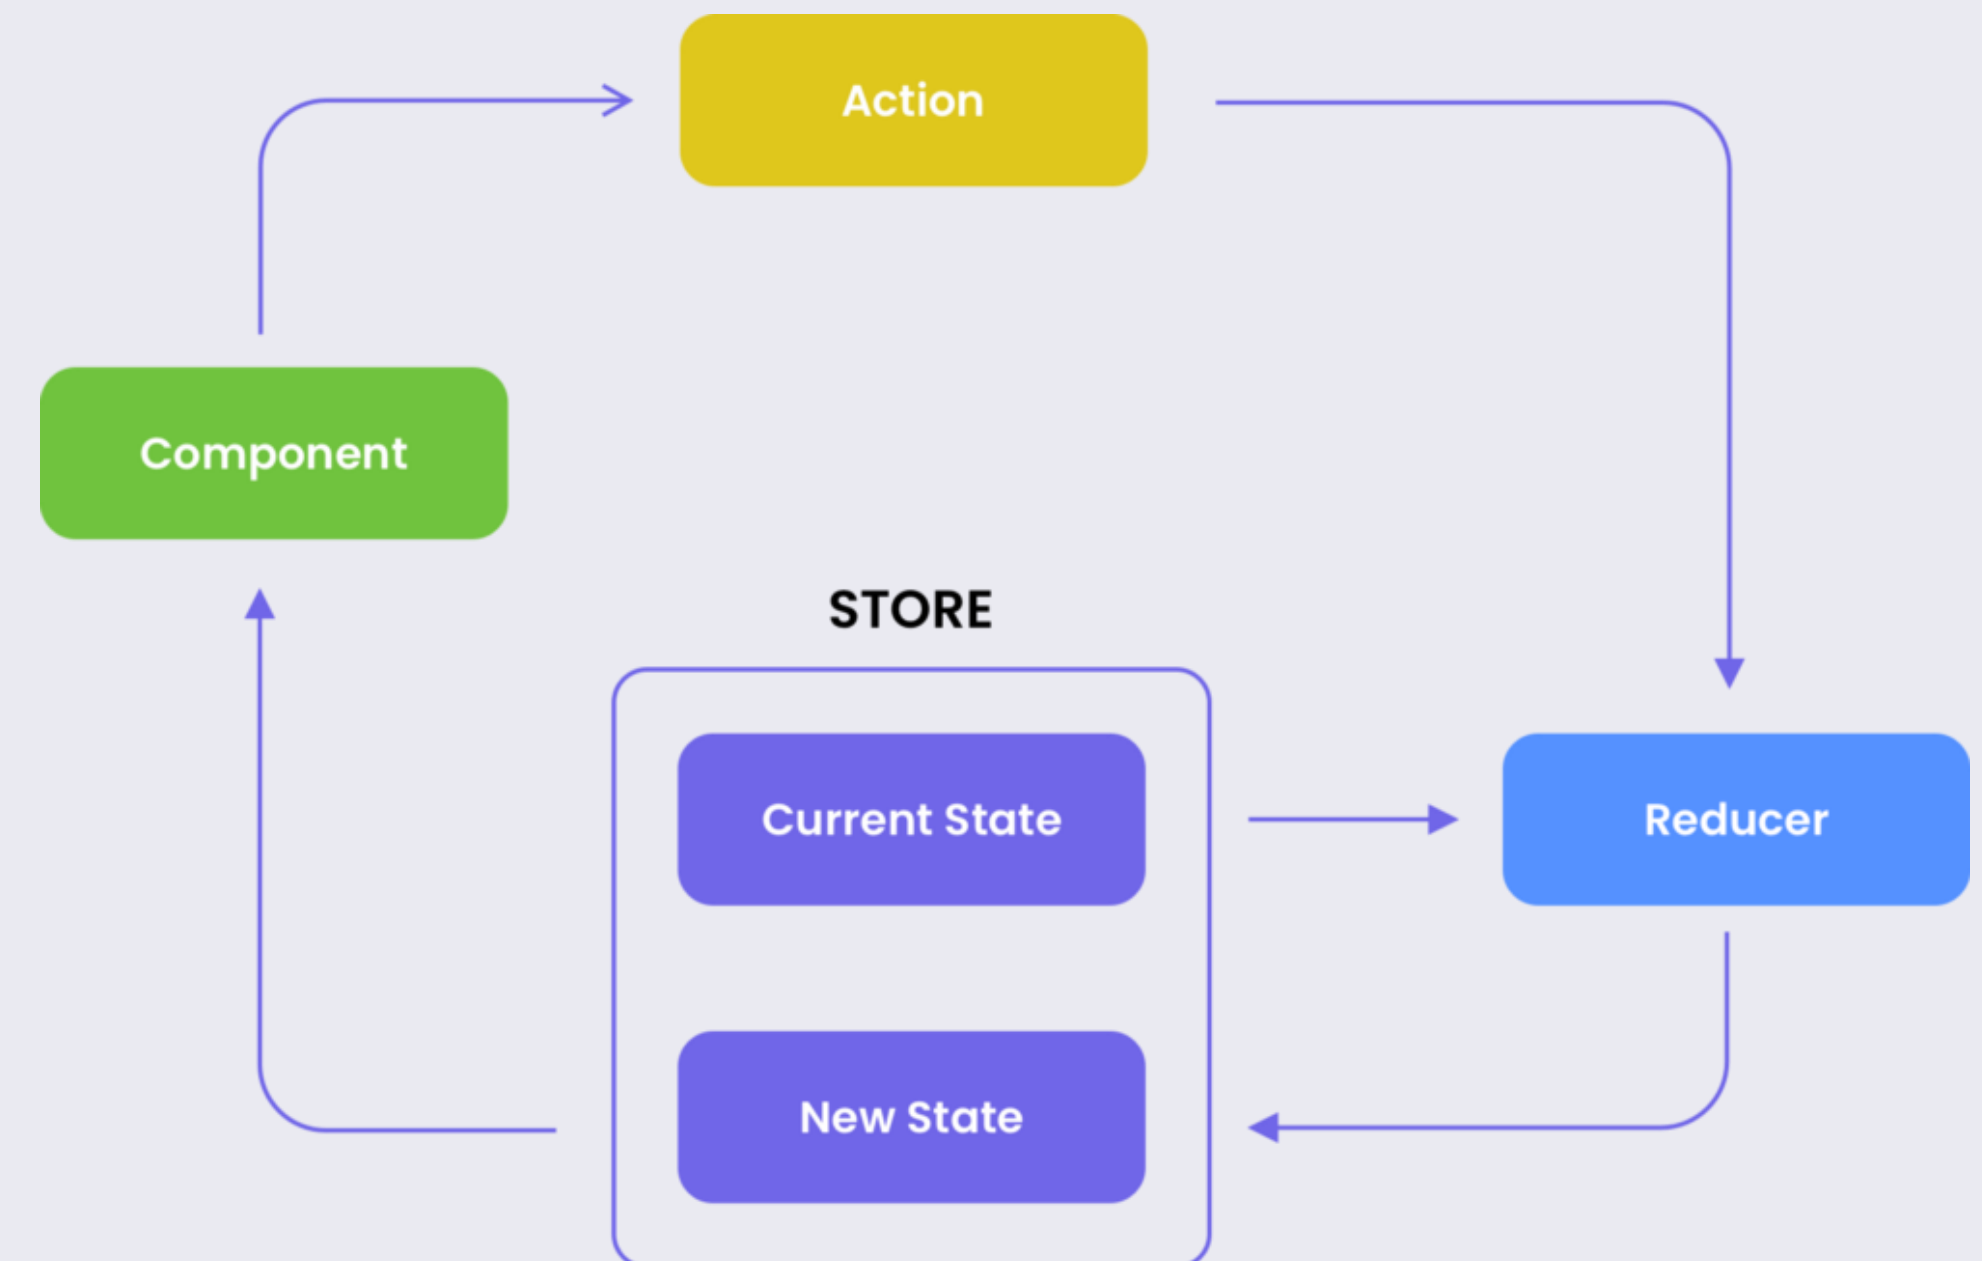 Action
Component
STORE
Current State
Reducer
New State